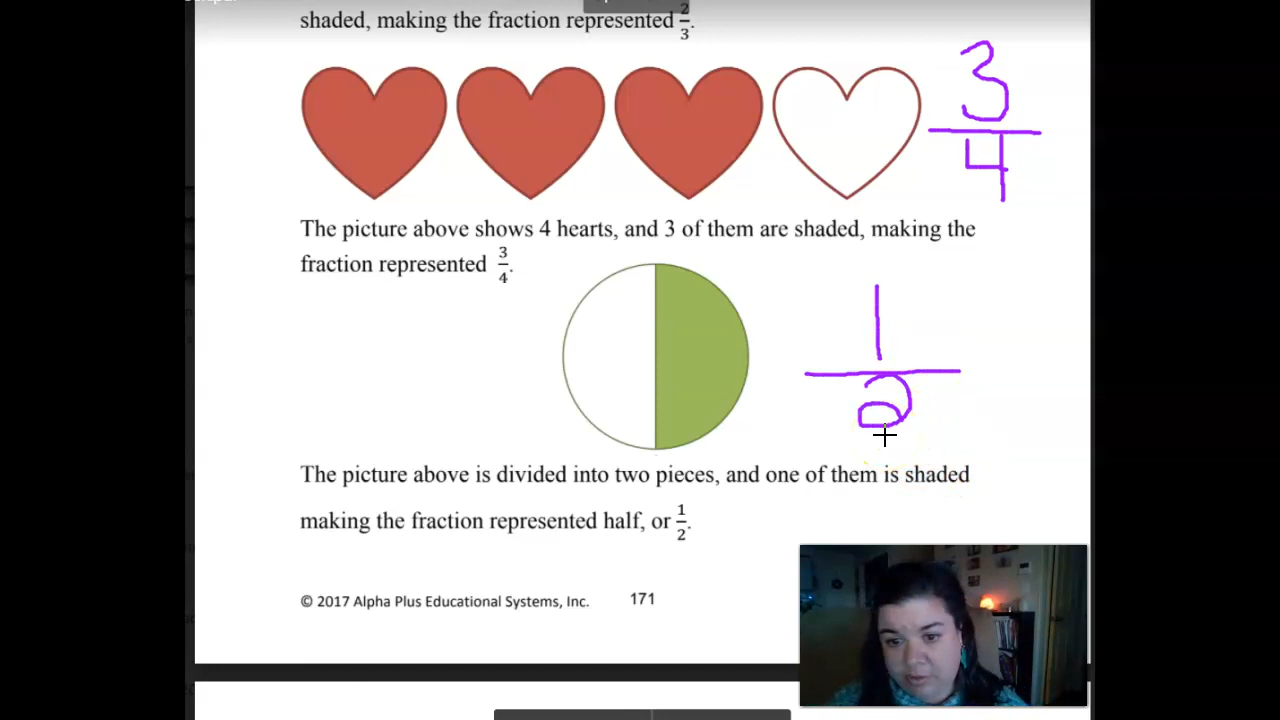 shaded, making the fraction represented 2/3.
3/4
The picture above shows 4 hearts, and 3 of them are shaded, making the
fraction represented 3/4.
1/2
The picture above is divided into two pieces, and one of them is shaded
making the fraction represented half, or 1/2.
© 2017 Alpha Plus Educational Systems, Inc. 171